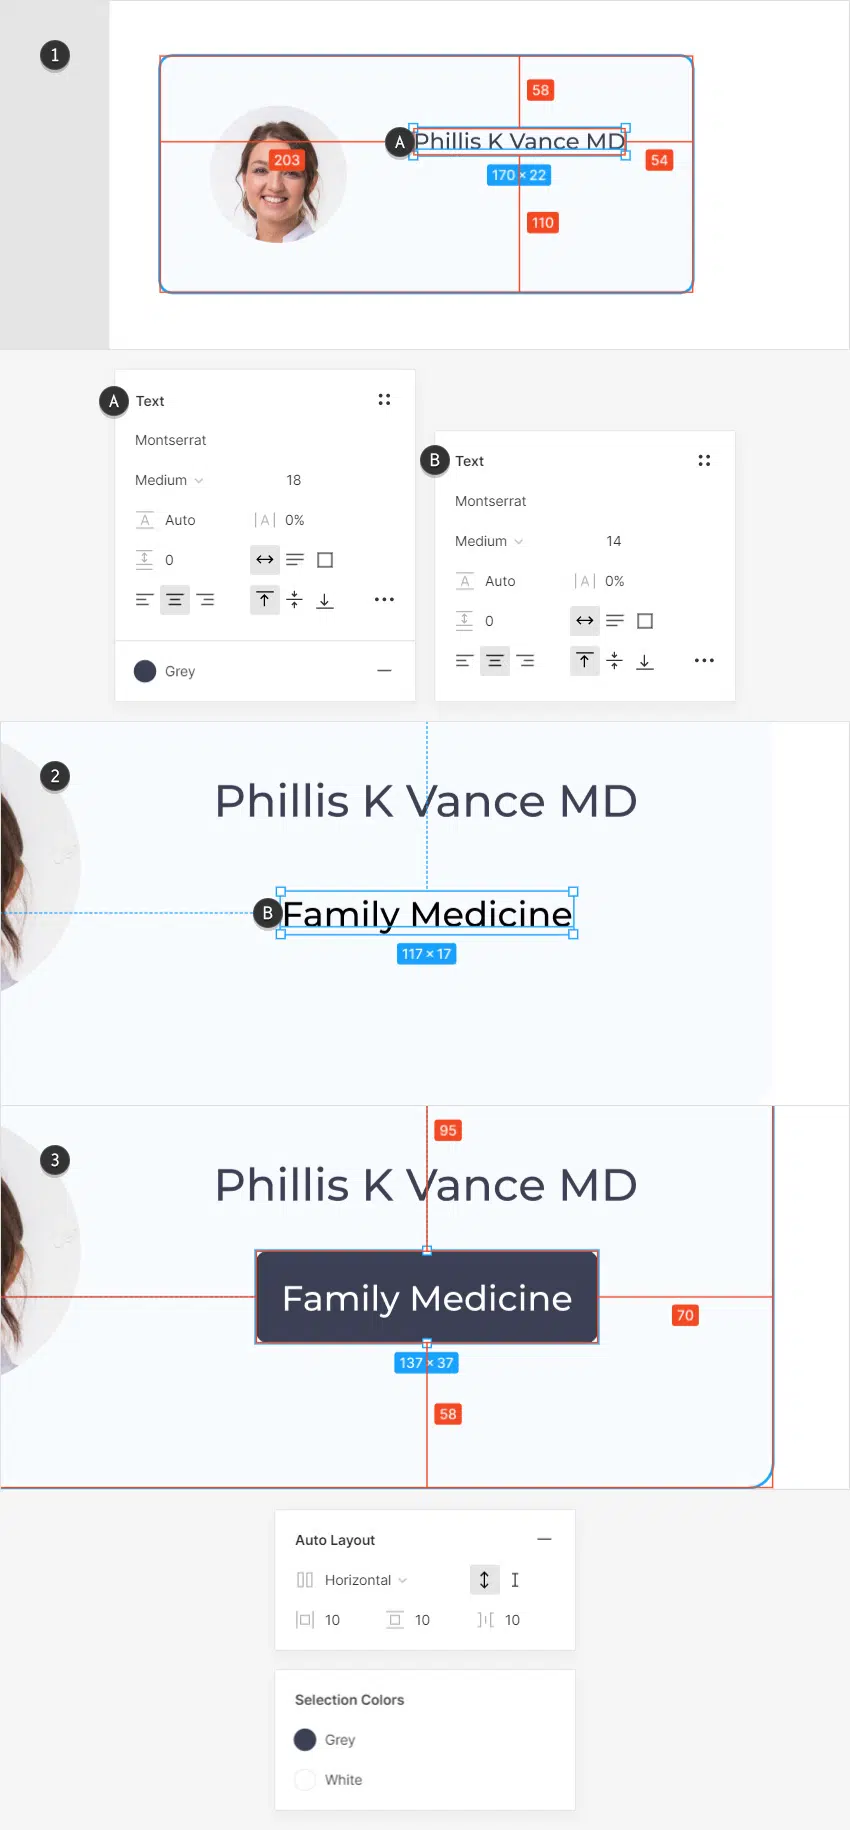 1
58
A
Phillis K Vance MD
203
54
170 × 22
110
A
Text
Montserrat
Medium
18
A
Auto
|A|
0%
0
Grey
B
Text
Montserrat
Medium
14
A
Auto
|A|
0%
0
2
Phillis K Vance MD
B
Family Medicine
117 × 17
3
95
Phillis K Vance MD
Family Medicine
70
137 × 37
58
Auto Layout
Horizontal
10
10
10
Selection Colors
Grey
White